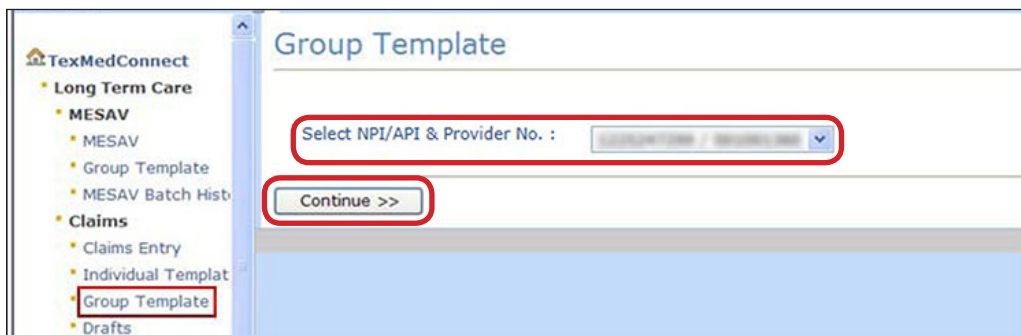 TexMedConnect
Long Term Care
MESAV
MESAV
Group Template
MESAV Batch Hist
Claims
Claims Entry
Individual Templat
Group Template
Drafts
Group Template
Select NPI/API & Provider No. :
Continue >>